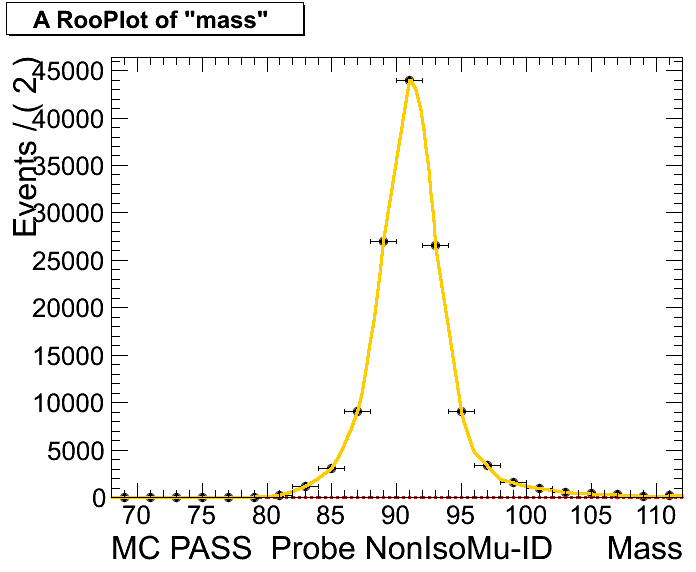 A RooPlot of "mass"
Events / ( 2 )
45000
40000
35000
30000
25000
20000
15000
10000
5000
0
70 75 80 85 90 95 100 105 110
MC PASS Probe NonIsoMu-ID Mass